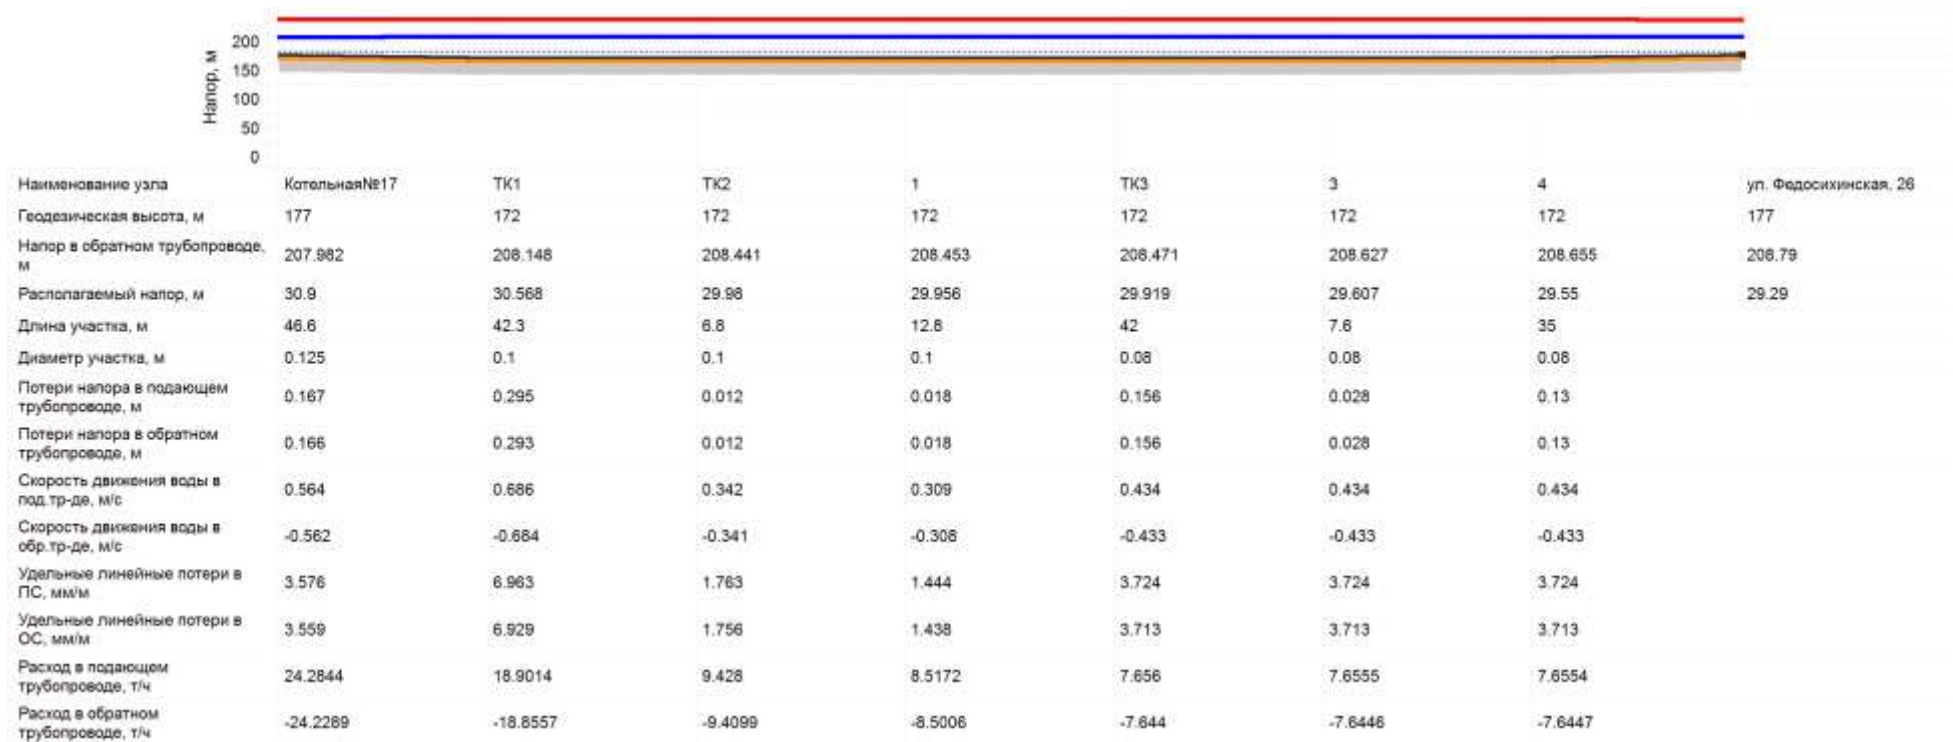 200
150
100
50
0
Напор, м
Наименование узла Котельная№17 ТК1 ТК2 1 ТК3 3 4 ул. Федосихинская, 26
Геодезическая высота, м 177 172 172 172 172 172 172 177
Напор в обратном трубопроводе,
м 207.982 208.148 208.441 208.453 208.471 208.627 208.655 208.79
Располагаемый напор, м 30.9 30.568 29.98 29.956 29.919 29.607 29.55 29.29
Длина участка, м 46.6 42.3 6.8 12.8 42 7.6 35
Диаметр участка, м 0.125 0.1 0.1 0.1 0.08 0.08 0.08
Потери напора в подающем
трубопроводе, м 0.167 0.295 0.012 0.018 0.156 0.028 0.13
Потери напора в обратном
трубопроводе, м 0.166 0.293 0.012 0.018 0.156 0.028 0.13
Скорость движения воды в
под.тр-де, м/с 0.564 0.686 0.342 0.309 0.434 0.434 0.434
Скорость движения воды в
обр.тр-де, м/с -0.562 -0.684 -0.341 -0.308 -0.433 -0.433 -0.433
Удельные линейные потери в
ПС, мм/м 3.576 6.963 1.763 1.444 3.724 3.724 3.724
Удельные линейные потери в
ОС, мм/м 3.559 6.929 1.756 1.438 3.713 3.713 3.713
Расход в подающем
трубопроводе, т/ч 24.2844 18.9014 9.428 8.5172 7.656 7.6555 7.6554
Расход в обратном
трубопроводе, т/ч -24.2289 -18.8557 -9.4099 -8.5006 -7.644 -7.6446 -7.6447